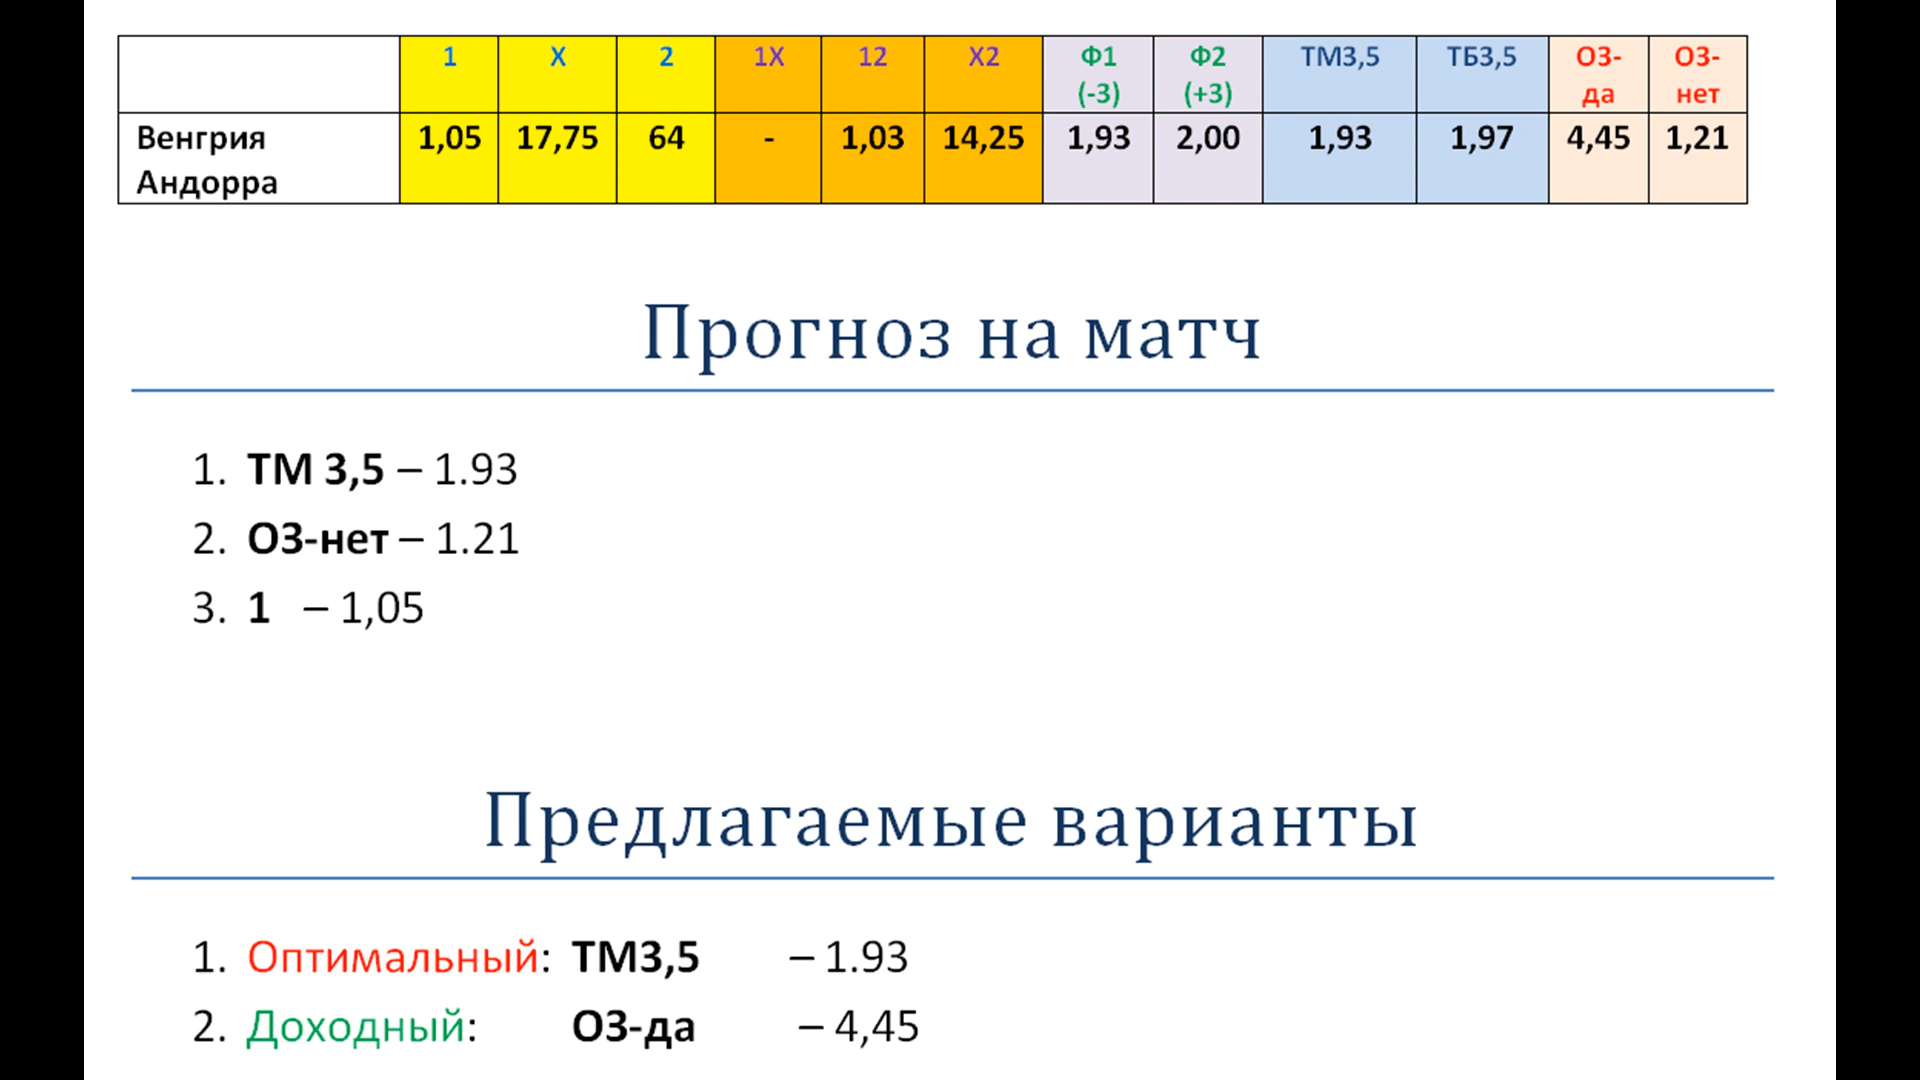 1 X 2 1X 12 X2 Ф1 (-3) Ф2 (+3) ТМ3,5 ТБ3,5 ОЗ-да ОЗ-нет
Венгрия Андорра 1,05 17,75 64 - 1,03 14,25 1,93 2,00 1,93 1,97 4,45 1,21
Прогноз на матч
1. ТМ 3,5 – 1.93
2. ОЗ-нет – 1.21
3. 1 – 1,05
Предлагаемые варианты
1. Оптимальный: ТМ3,5 – 1.93
2. Доходный: ОЗ-да – 4,45